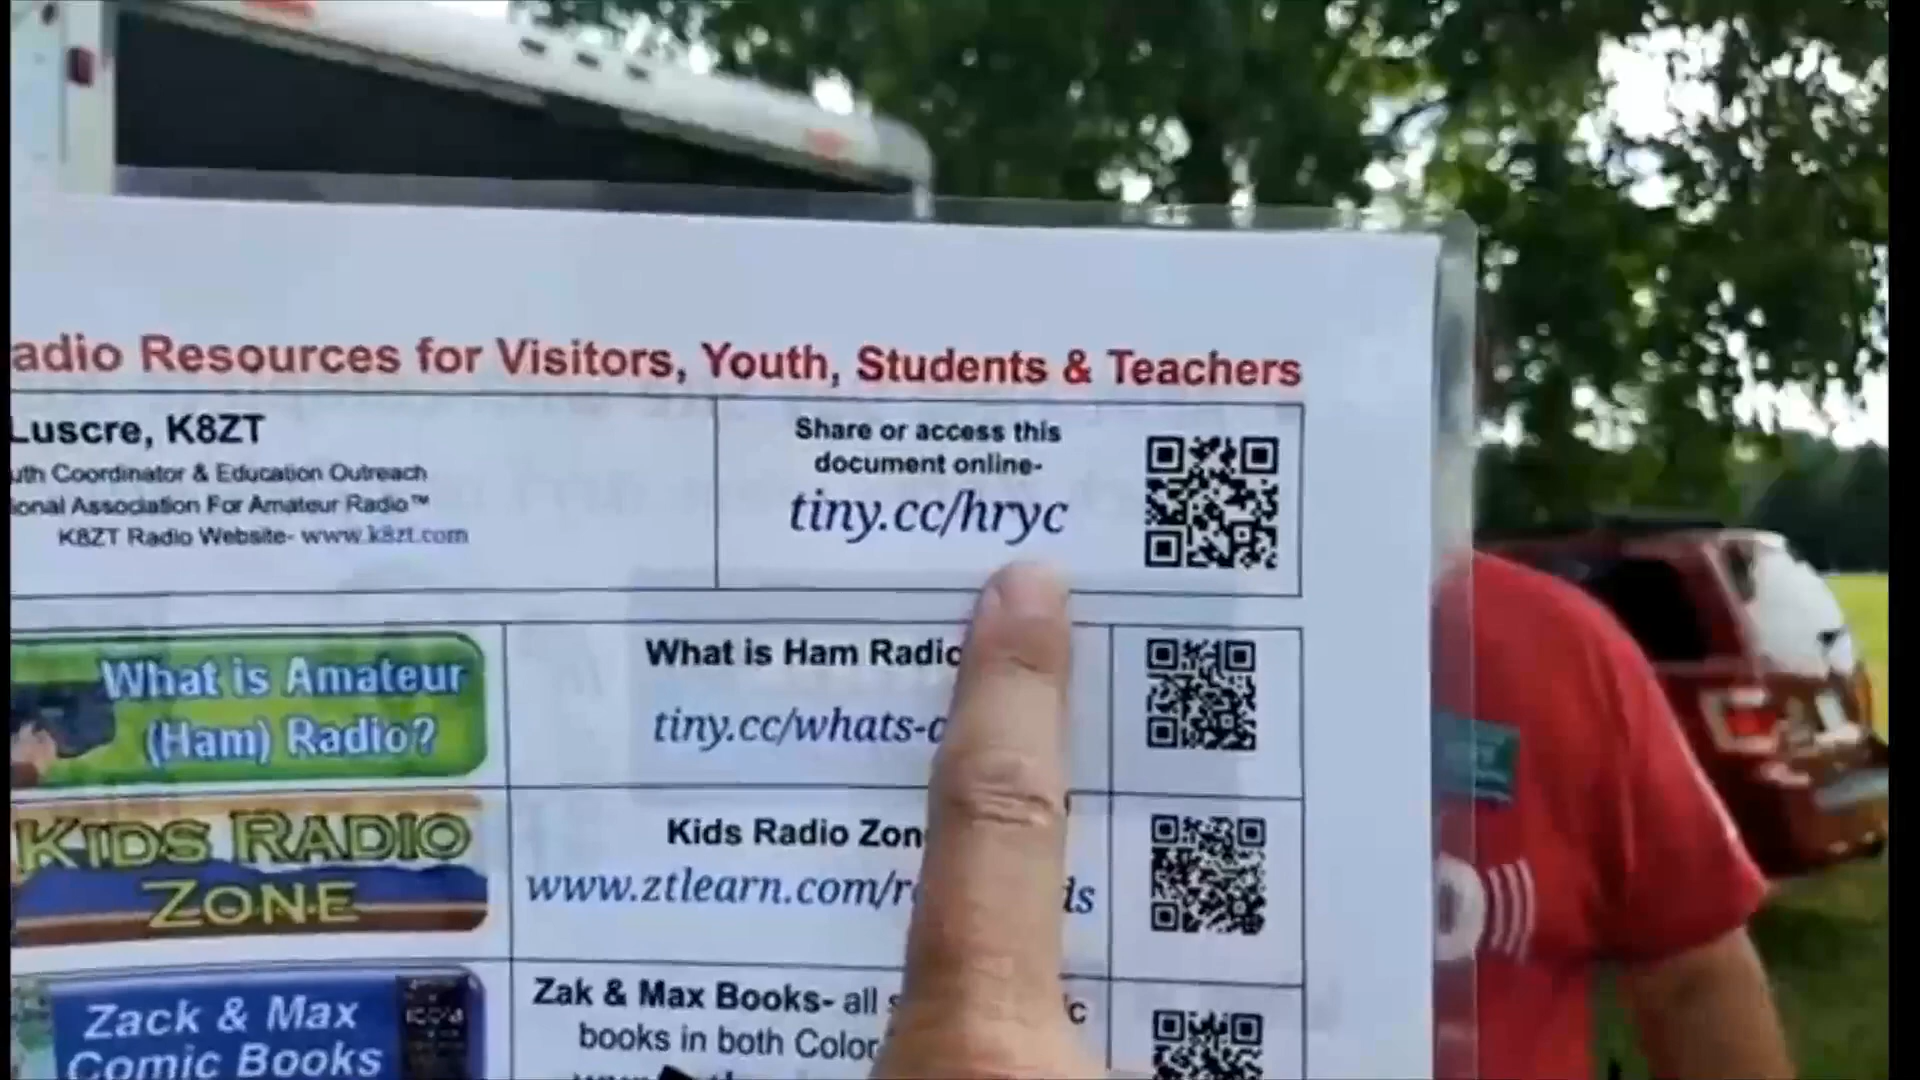 adio Resources for Visitors, Youth, Students & Teachers
Luscre, K8ZT
uth Coordinator & Education Outreach
ional Association For Amateur Radio™
K8ZT Radio Website- www.k8zt.com
Share or access this
document online-
tiny.cc/hryc
What is Amateur
(Ham) Radio?
What is Ham Radio
tiny.cc/whats-
KIDS RADIO
ZONE
Kids Radio Zon
www.ztlearn.com/r ds
Zack & Max
Comic Books
Zak & Max Books- all s c
books in both Color